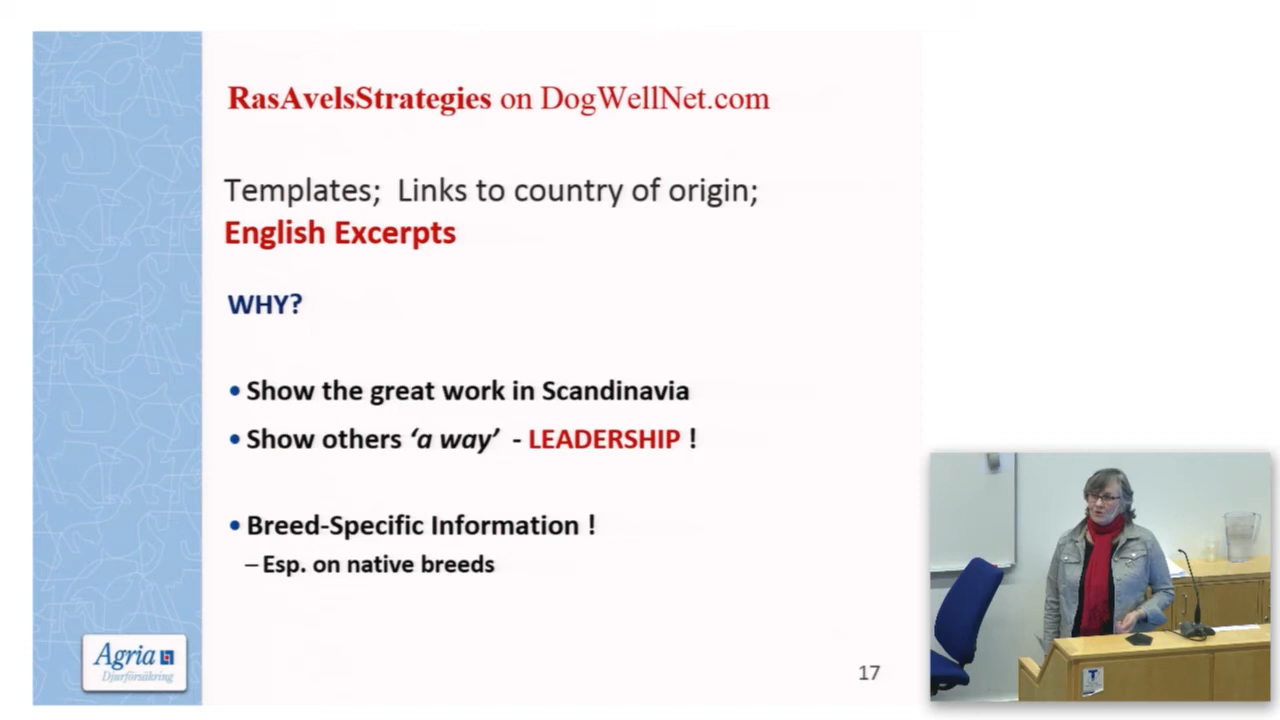 RasAvelsStrategies on DogWellNet.com
Templates; Links to country of origin;
English Excerpts
WHY?
• Show the great work in Scandinavia
• Show others ‘a way’ - LEADERSHIP !
• Breed-Specific Information !
– Esp. on native breeds
Agria
Djurförsäkring
17
T